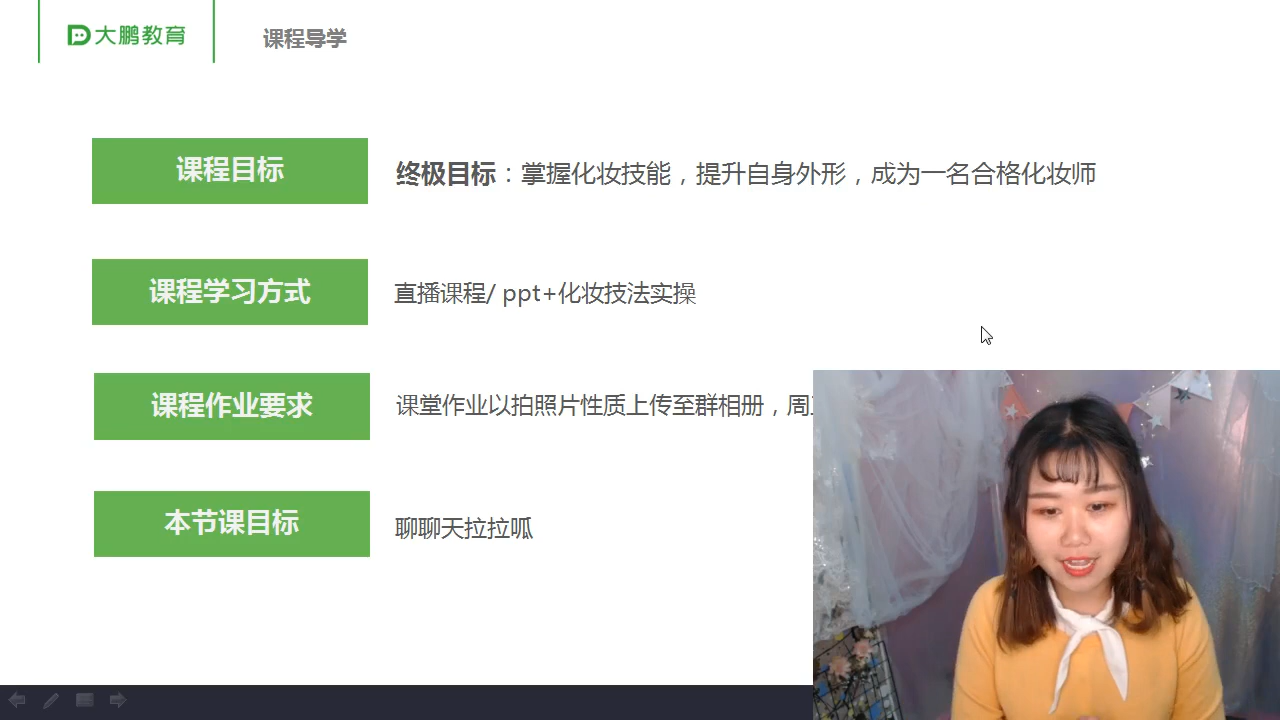 大鹏教育
课程导学
课程目标
终极目标：掌握化妆技能，提升自身外形，成为一名合格化妆师
课程学习方式
直播课程/ ppt+化妆技法实操
课程作业要求
课堂作业以拍照片性质上传至群相册，周
本节课目标
聊聊天拉拉呱